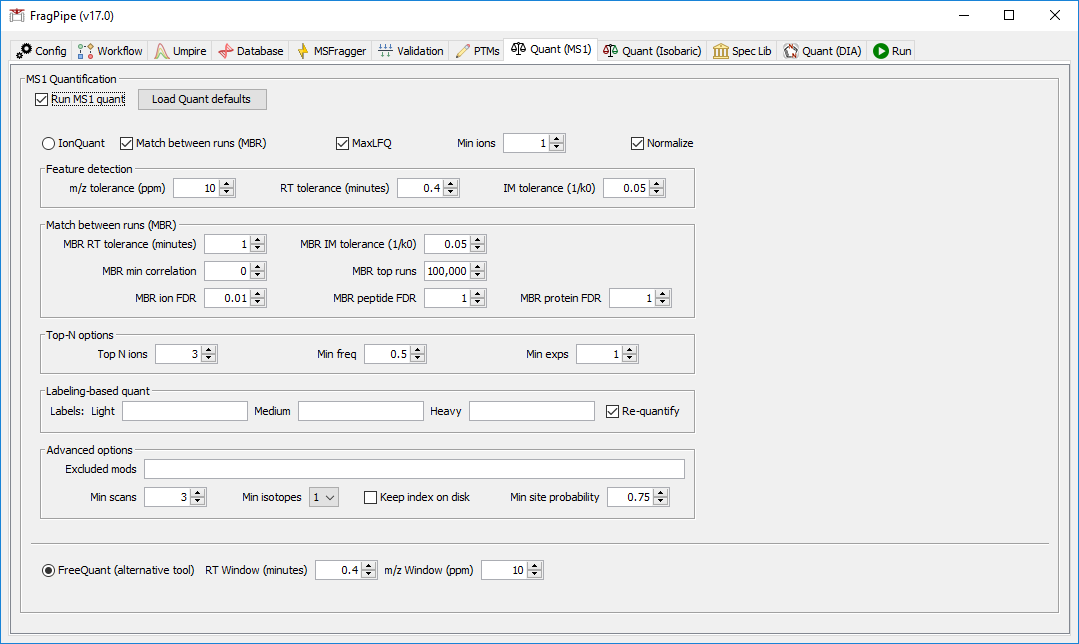 FragPipe (v17.0)
Config Workflow Umpire Database MSFragger Validation PTMs Quant (MS1) Quant (Isobaric) Spec Lib Quant (DIA) Run
MS1 Quantification
Run MS1 quant Load Quant defaults
IonQuant Match between runs (MBR) MaxLFQ Min ions 1 Normalize
Feature detection
m/z tolerance (ppm) 10 RT tolerance (minutes) 0.4 IM tolerance (1/k0) 0.05
Match between runs (MBR)
MBR RT tolerance (minutes) 1 MBR IM tolerance (1/k0) 0.05
MBR min correlation 0 MBR top runs 100,000
MBR ion FDR 0.01 MBR peptide FDR 1 MBR protein FDR 1
Top-N options
Top N ions 3 Min freq 0.5 Min exps 1
Labeling-based quant
Labels: Light Medium Heavy Re-quantify
Advanced options
Excluded mods
Min scans 3 Min isotopes 1 Keep index on disk Min site probability 0.75
FreeQuant (alternative tool) RT Window (minutes) 0.4 m/z Window (ppm) 10